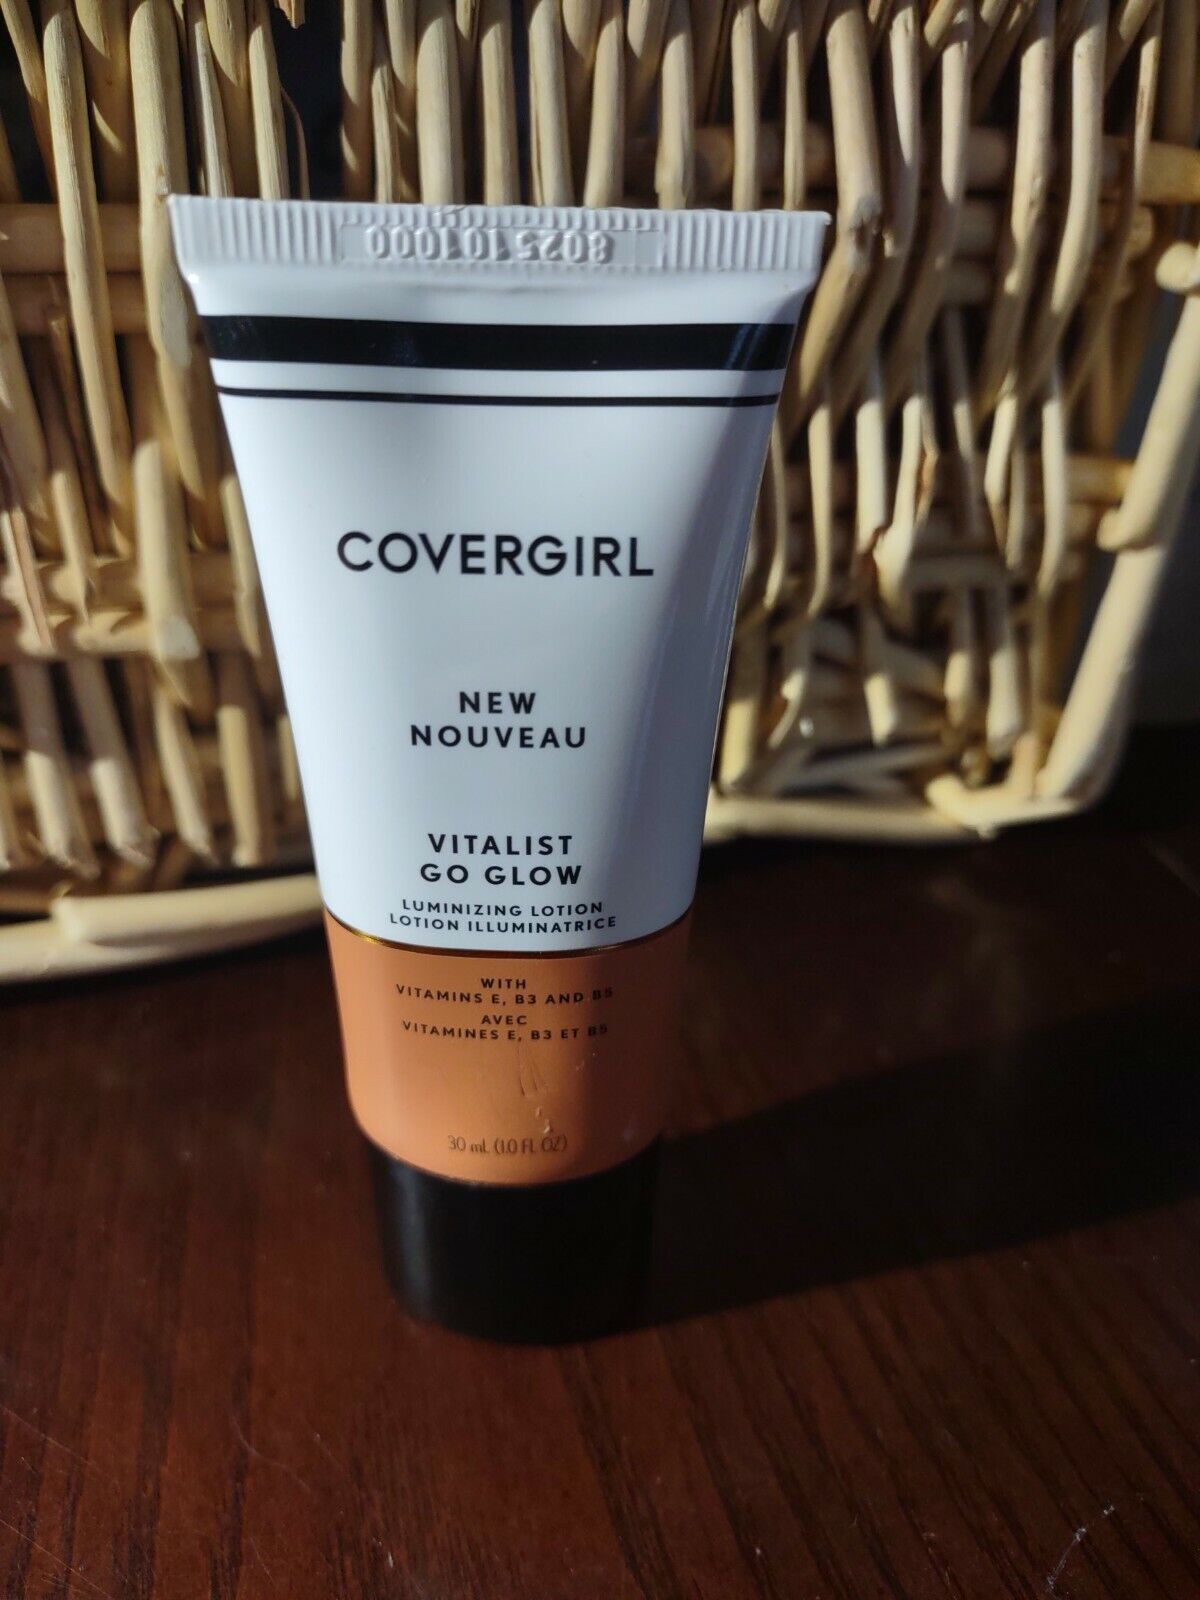 8025101000
COVERGIRL
NEW
NOUVEAU
VITALIST
GO GLOW
LUMINIZING LOTION
LOTION ILLUMINATRICE
WITH
VITAMINS E, B3 AND B5
AVEC
VITAMINES E, B3 ET B5
30 mL (1.0 FL OZ)